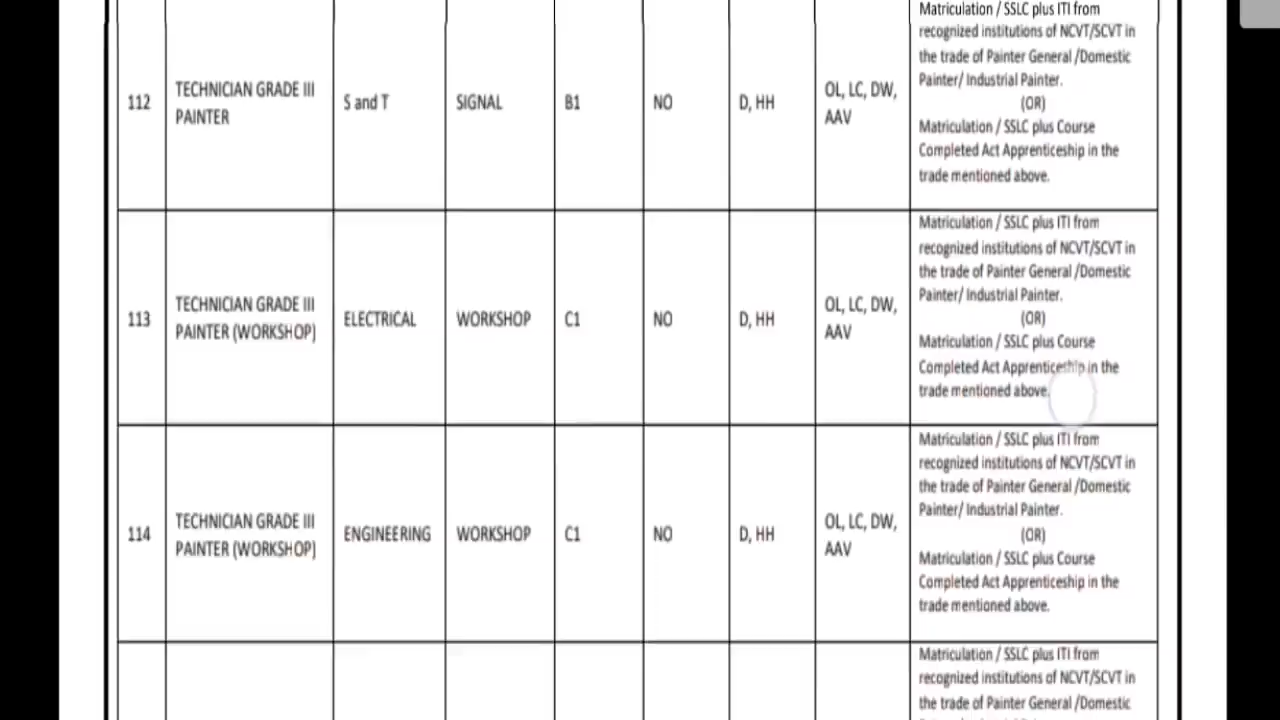 112
TECHNICIAN GRADE III
PAINTER
S and T
SIGNAL
B1
NO
D, HH
OL, LC, DW,
AAV
Matriculation / SSLC plus ITI from
recognized institutions of NCVT/SCVT in
the trade of Painter General /Domestic
Painter/ Industrial Painter.
(OR)
Matriculation / SSLC plus Course
Completed Act Apprenticeship in the
trade mentioned above.
113
TECHNICIAN GRADE III
PAINTER (WORKSHOP)
ELECTRICAL
WORKSHOP
C1
NO
D, HH
OL, LC, DW,
AAV
Matriculation / SSLC plus ITI from
recognized institutions of NCVT/SCVT in
the trade of Painter General /Domestic
Painter/ Industrial Painter.
(OR)
Matriculation / SSLC plus Course
Completed Act Apprenticeship in the
trade mentioned above.
114
TECHNICIAN GRADE III
PAINTER (WORKSHOP)
ENGINEERING
WORKSHOP
C1
NO
D, HH
OL, LC, DW,
AAV
Matriculation / SSLC plus ITI from
recognized institutions of NCVT/SCVT in
the trade of Painter General /Domestic
Painter/ Industrial Painter.
(OR)
Matriculation / SSLC plus Course
Completed Act Apprenticeship in the
trade mentioned above.
Matriculation / SSLC plus ITI from
recognized institutions of NCVT/SCVT in
the trade of Painter General /Domestic